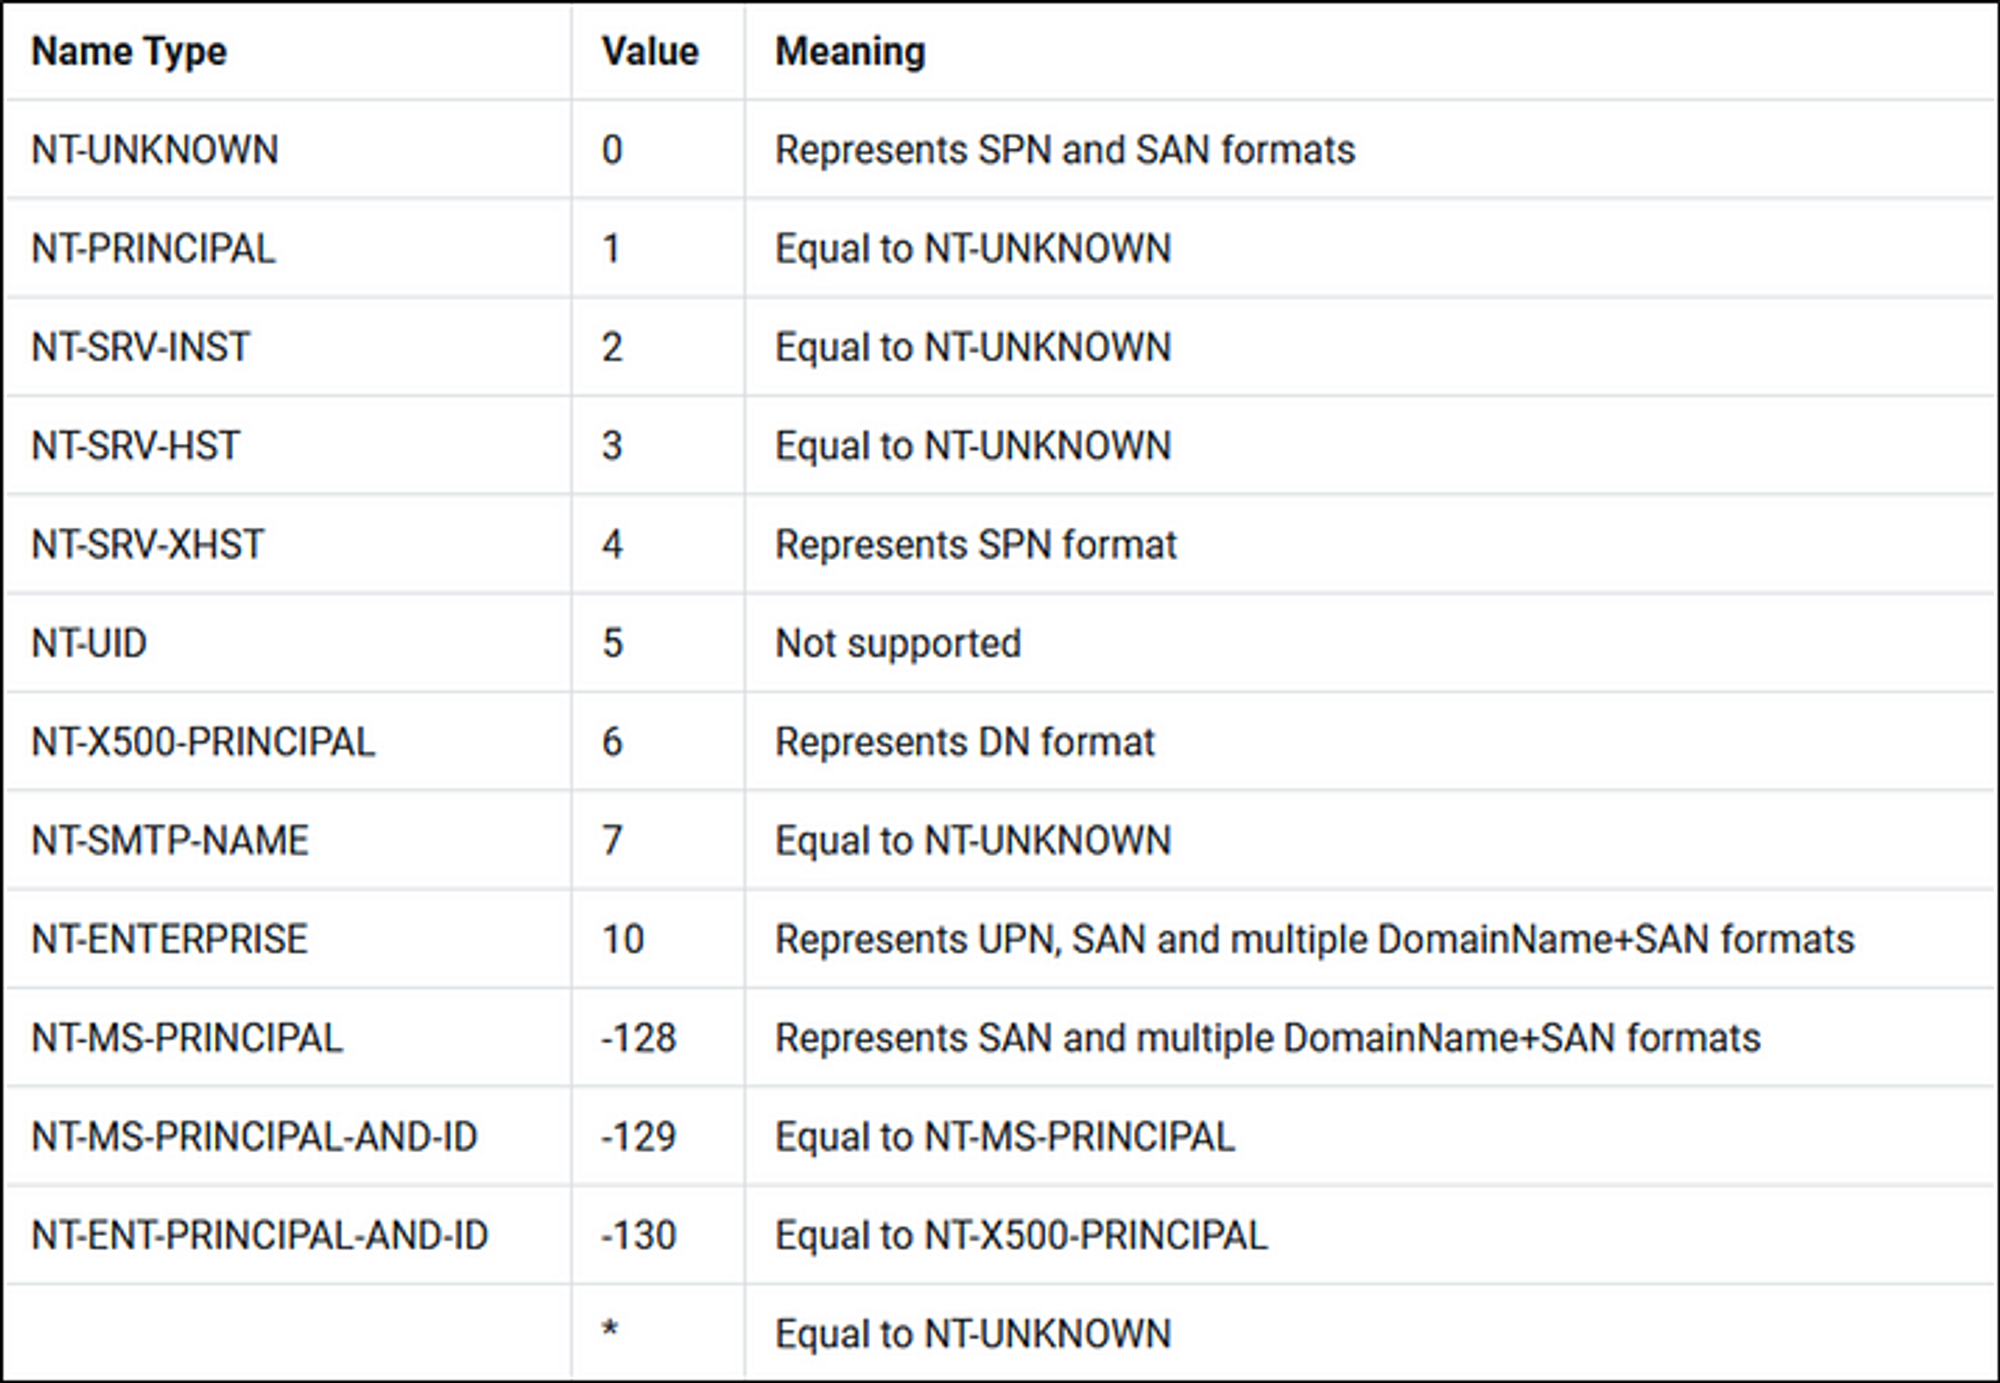 Name Type Value Meaning
NT-UNKNOWN 0 Represents SPN and SAN formats
NT-PRINCIPAL 1 Equal to NT-UNKNOWN
NT-SRV-INST 2 Equal to NT-UNKNOWN
NT-SRV-HST 3 Equal to NT-UNKNOWN
NT-SRV-XHST 4 Represents SPN format
NT-UID 5 Not supported
NT-X500-PRINCIPAL 6 Represents DN format
NT-SMTP-NAME 7 Equal to NT-UNKNOWN
NT-ENTERPRISE 10 Represents UPN, SAN and multiple DomainName+SAN formats
NT-MS-PRINCIPAL -128 Represents SAN and multiple DomainName+SAN formats
NT-MS-PRINCIPAL-AND-ID -129 Equal to NT-MS-PRINCIPAL
NT-ENT-PRINCIPAL-AND-ID -130 Equal to NT-X500-PRINCIPAL
* Equal to NT-UNKNOWN